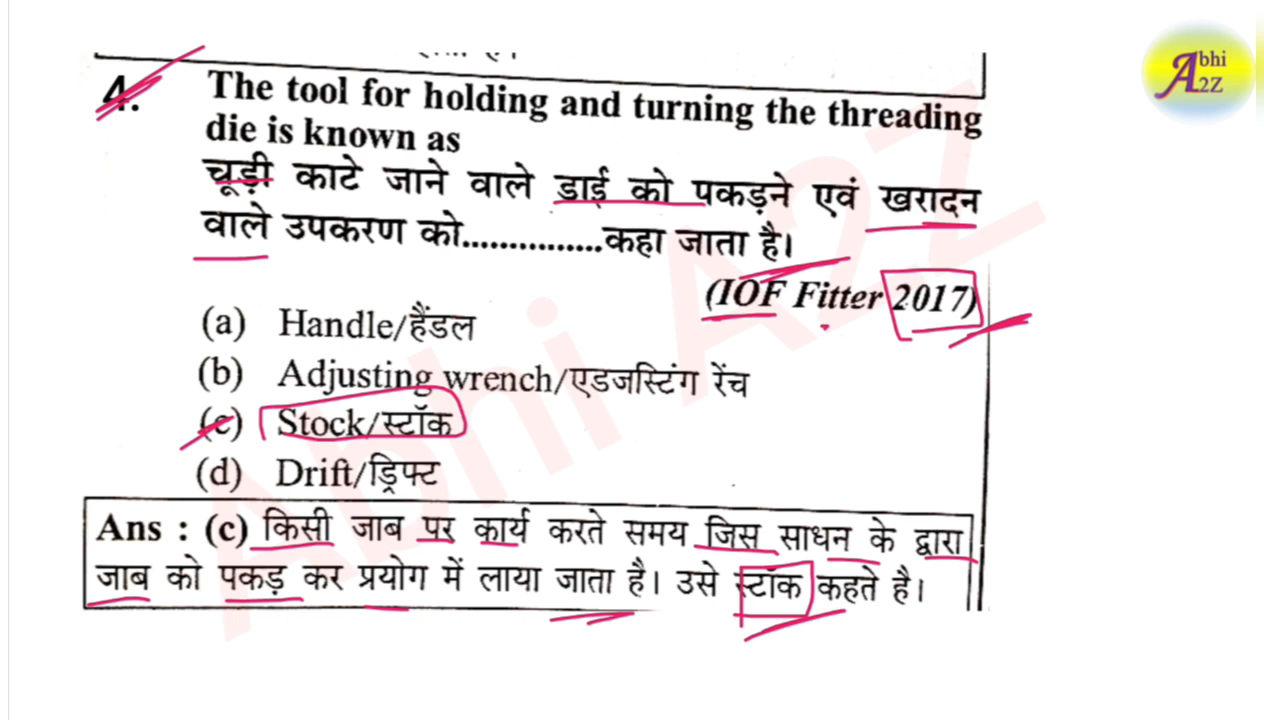 Abhi
A2Z
4. The tool for holding and turning the threading
die is known as
चूड़ी काटे जाने वाले डाई को पकड़ने एवं खरादन
वाले उपकरण को...............कहा जाता है।
(IOF Fitter 2017)
(a) Handle/हैंडल
(b) Adjusting wrench/एडजस्टिंग रेंच
(c) Stock/स्टॉक
(d) Drift/ड्रिफ्ट
Ans : (c) किसी जाब पर कार्य करते समय जिस साधन के द्वारा
जाब को पकड़ कर प्रयोग में लाया जाता है। उसे स्टॉक कहते है।
Abhi A2Z